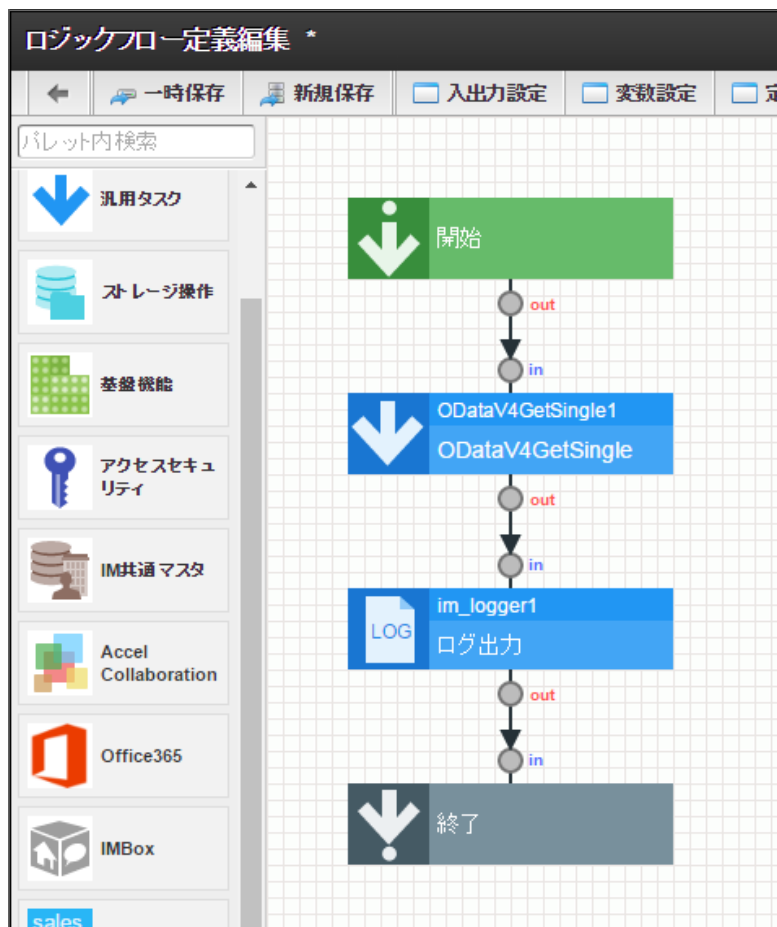 ロジックフロー定義編集 *
一時保存
新規保存
入出力設定
変数設定
パレット内検索
汎用タスク
ストレージ操作
基盤機能
アクセスセキュ
リティ
IM共通マスタ
Accel
Collaboration
Office365
IMBox
sales
開始
out
in
ODataV4GetSingle1
ODataV4GetSingle
out
in
im_logger1
LOG
ログ出力
out
in
終了